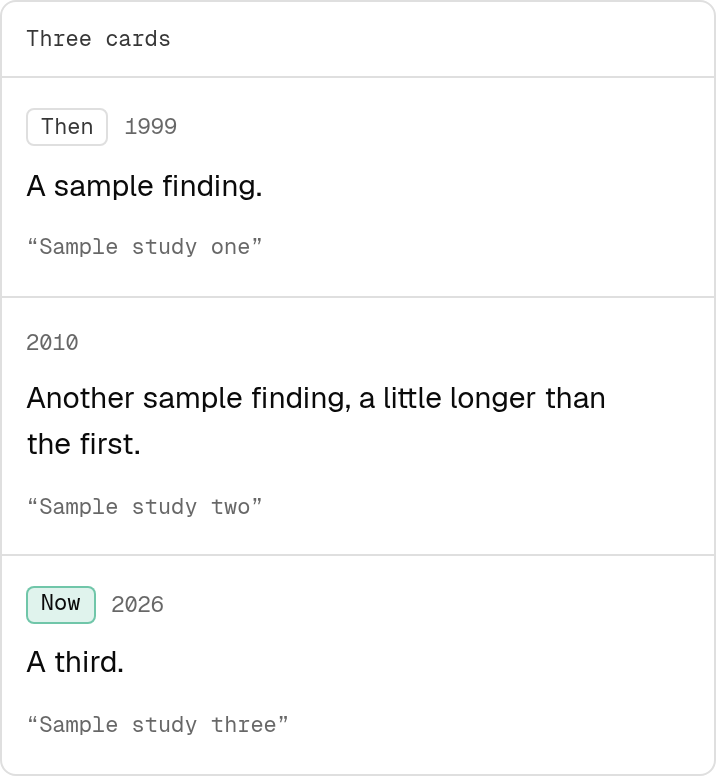 Three cards
Then 1999
A sample finding.
“Sample study one”
2010
Another sample finding, a little longer than
the first.
“Sample study two”
Now 2026
A third.
“Sample study three”